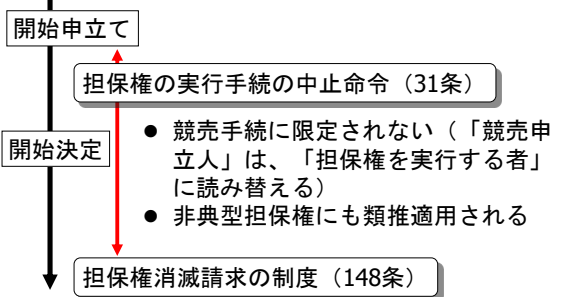 開始申立て
担保権の実行手続の中止命令（31条）
開始決定
● 競売手続に限定されない（「競売申
立人」は、「担保権を実行する者」
に読み替える）
● 非典型担保権にも類推適用される
担保権消滅請求の制度（148条）